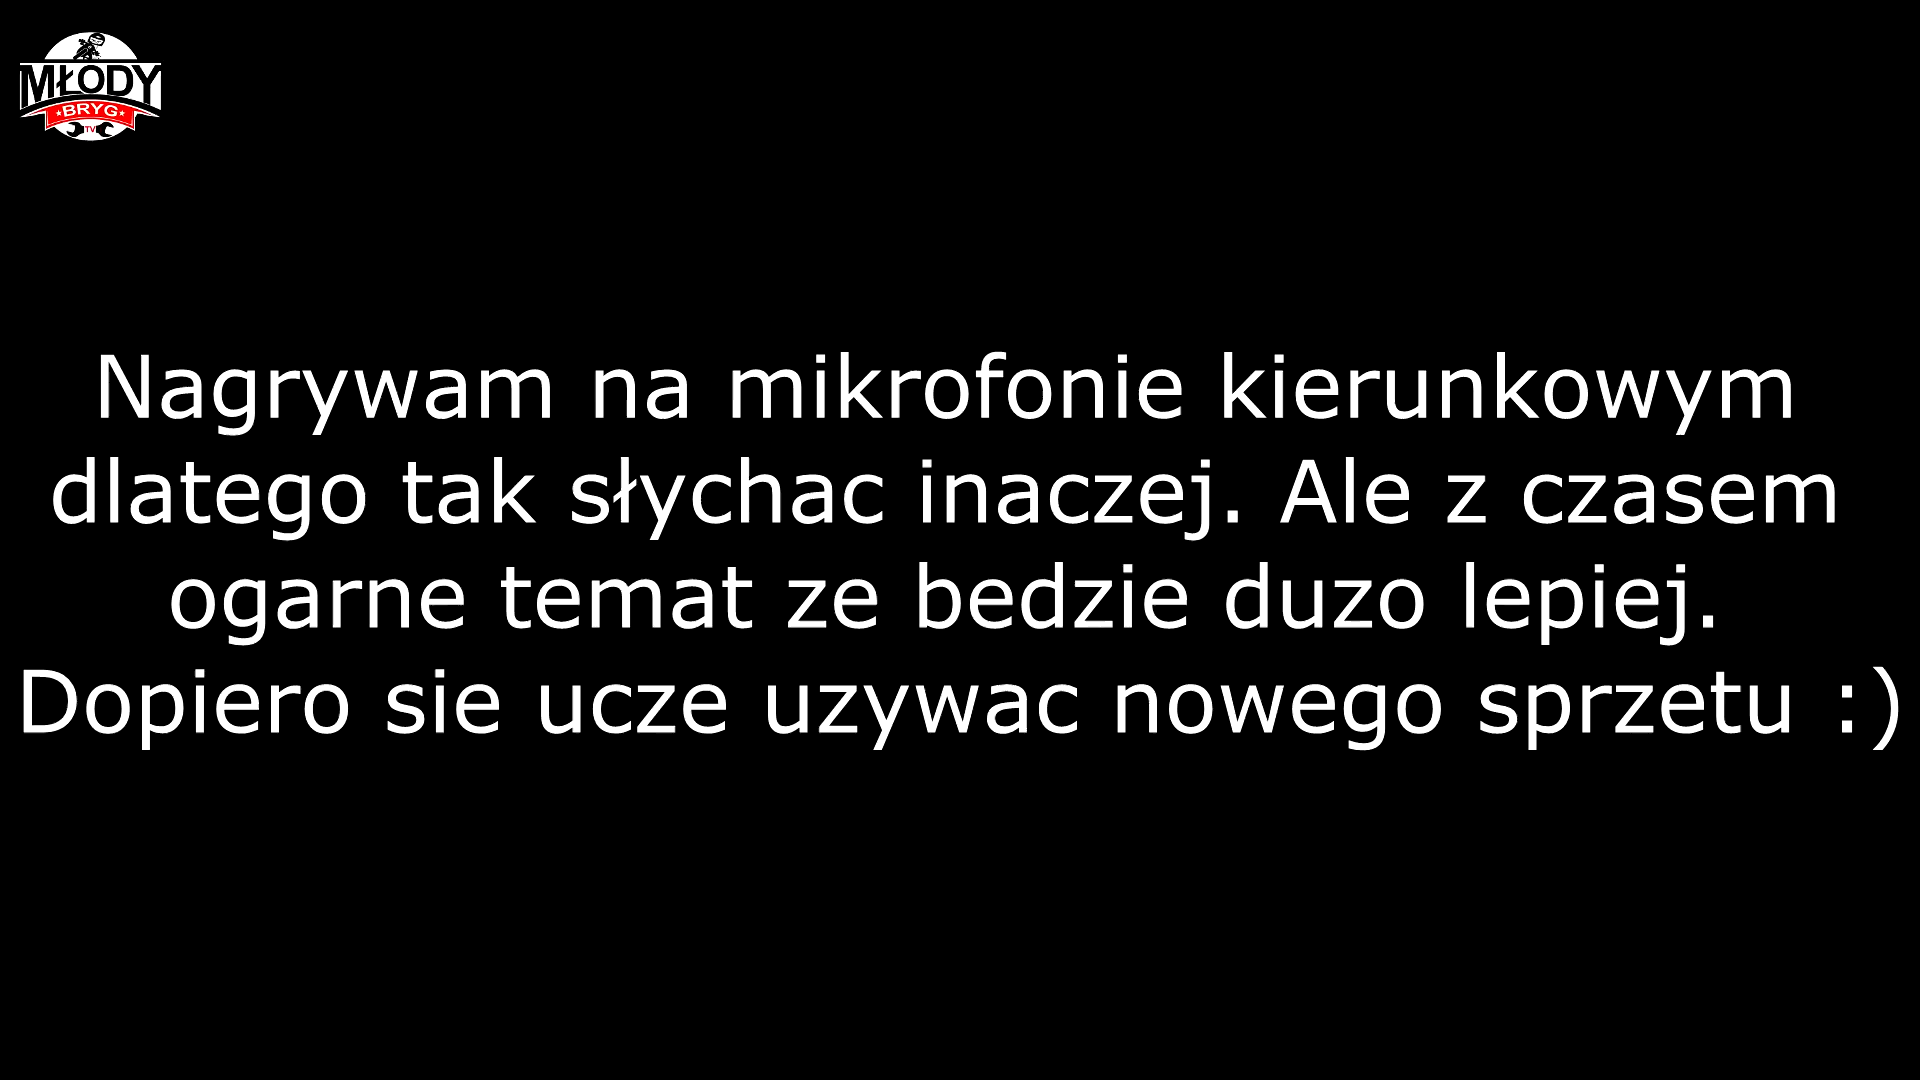 MŁODY
BRYG
TV
Nagrywam na mikrofonie kierunkowym
dlatego tak słychac inaczej. Ale z czasem
ogarne temat ze bedzie duzo lepiej.
Dopiero sie ucze uzywac nowego sprzetu :)